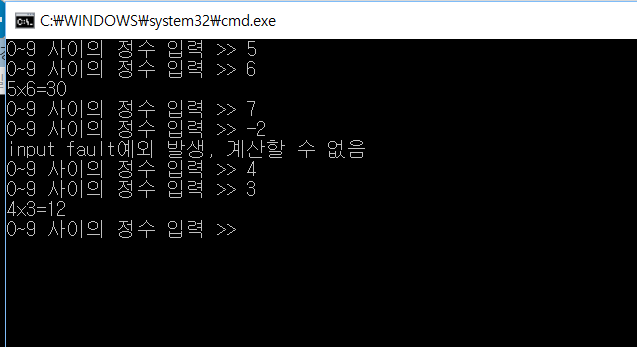 C:\WINDOWS\system32\cmd.exe
0~9 사이의 정수 입력 >> 5
0~9 사이의 정수 입력 >> 6
5x6=30
0~9 사이의 정수 입력 >> 7
0~9 사이의 정수 입력 >> -2
input fault예외 발생, 계산할 수 없음
0~9 사이의 정수 입력 >> 4
0~9 사이의 정수 입력 >> 3
4x3=12
0~9 사이의 정수 입력 >>